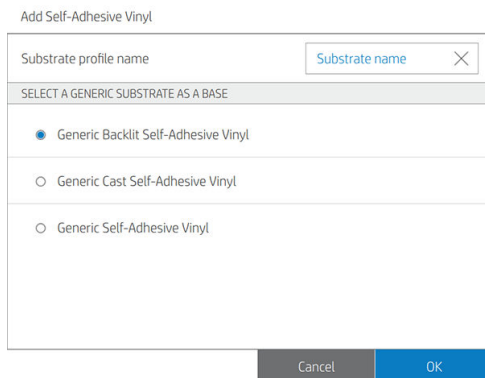 Add Self-Adhesive Vinyl
Substrate profile name
Substrate name
SELECT A GENERIC SUBSTRATE AS A BASE
Generic Backlit Self-Adhesive Vinyl
Generic Cast Self-Adhesive Vinyl
Generic Self-Adhesive Vinyl
Cancel
OK